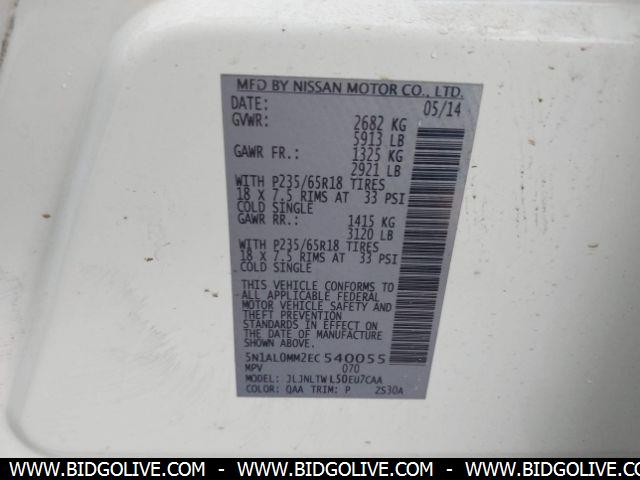 MFD BY NISSAN MOTOR CO., LTD.
DATE: 05/14
GVWR: 2682 KG
5913 LB
GAWR FR.: 1325 KG
2921 LB
WITH P235/65R18 TIRES
18 X 7.5 RIMS AT 33 PSI
COLD SINGLE
GAWR RR.: 1415 KG
3120 LB
WITH P235/65R18 TIRES
18 X 7.5 RIMS AT 33 PSI
COLD SINGLE
THIS VEHICLE CONFORMS TO
ALL APPLICABLE FEDERAL
MOTOR VEHICLE SAFETY AND
THEFT PREVENTION
STANDARDS IN EFFECT ON
THE DATE OF MANUFACTURE
SHOWN ABOVE
5N1AL0MM2EC540055
MPV 070
MODEL: JLJNLTWL50EU7CAA
COLOR: QAA TRIM: P ZS30A
WWW.BIDGOLIVE.COM - WWW.BIDGOLIVE.COM - WWW.BIDGOLIVE.COM